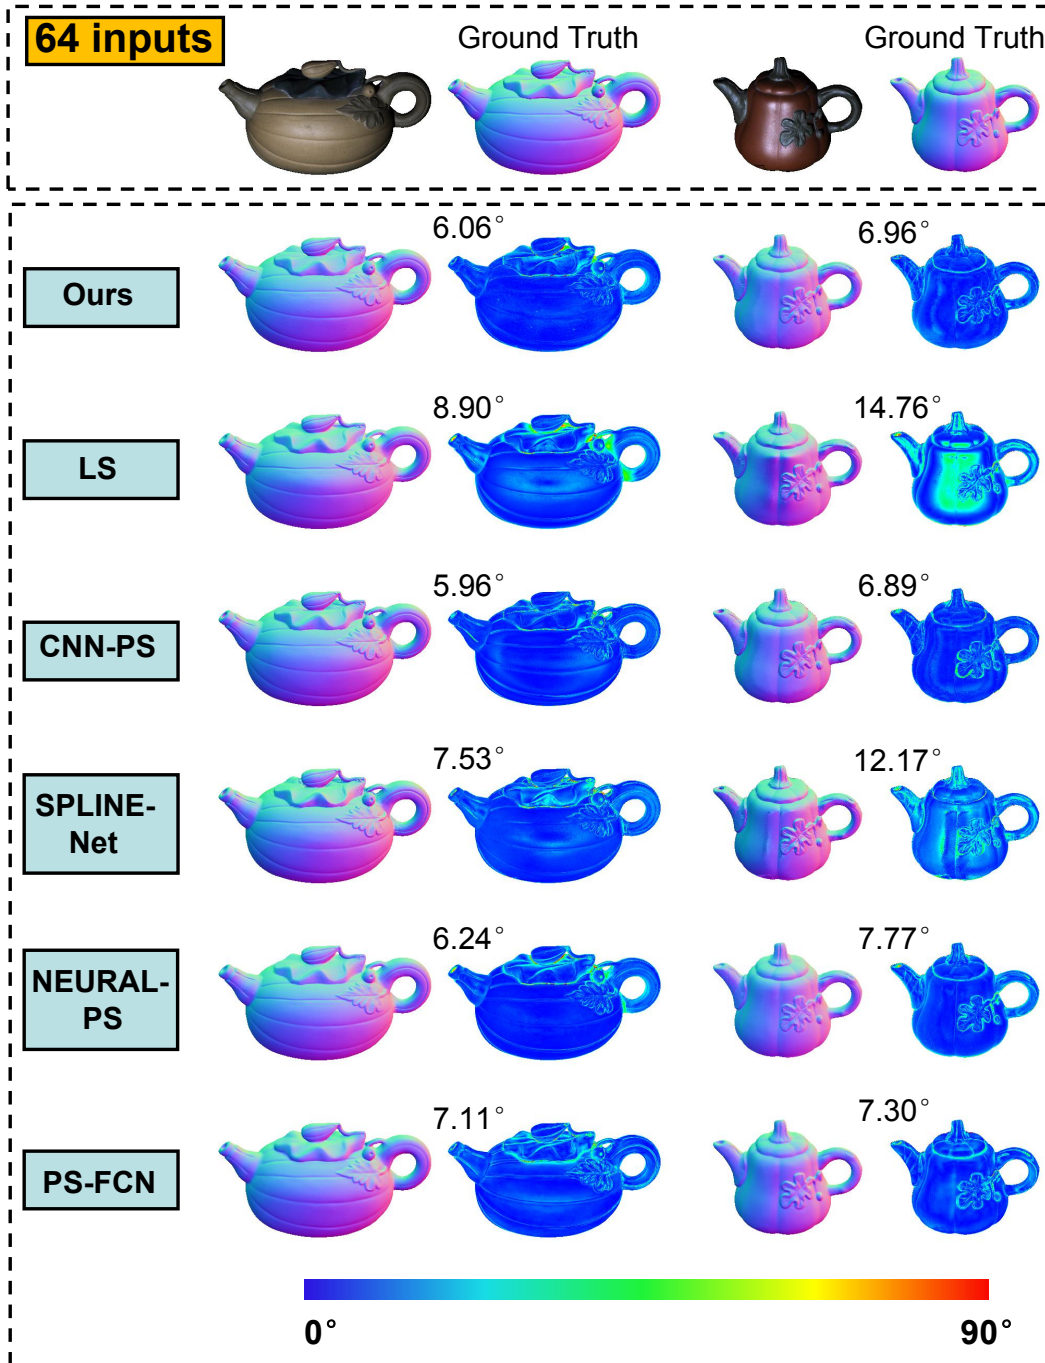 64 inputs
Ground Truth
Ground Truth
Ours
6.06°
6.96°
LS
8.90°
14.76°
CNN-PS
5.96°
6.89°
SPLINE-
Net
7.53°
12.17°
NEURAL-
PS
6.24°
7.77°
PS-FCN
7.11°
7.30°
0°
90°